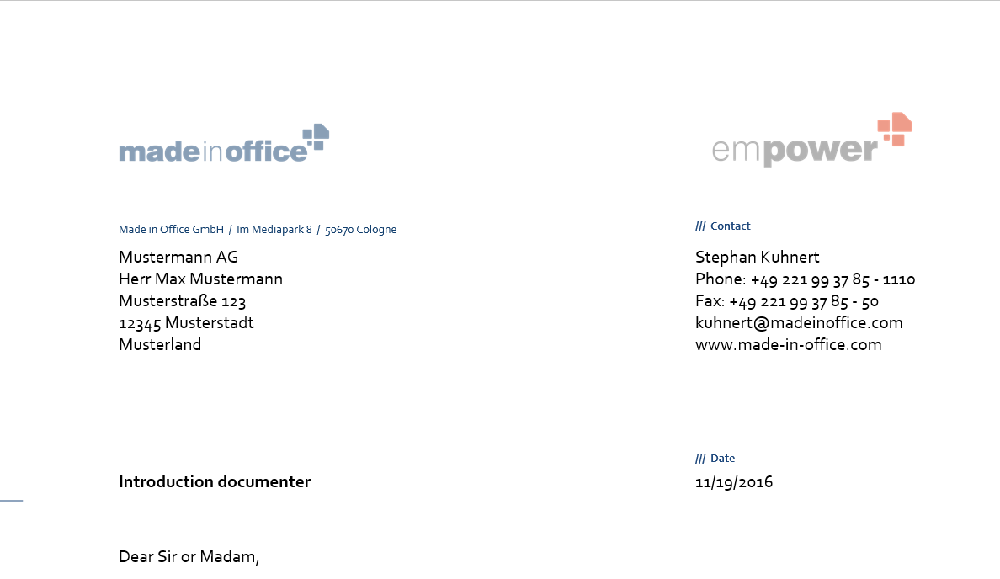 madeinoffice
empower
Made in Office GmbH / Im Mediapark 8 / 50670 Cologne
Mustermann AG
Herr Max Mustermann
Musterstraße 123
12345 Musterstadt
Musterland
/// Contact
Stephan Kuhnert
Phone: +49 221 99 37 85 - 1110
Fax: +49 221 99 37 85 - 50
kuhnert@madeinoffice.com
www.made-in-office.com
/// Date
11/19/2016
Introduction documenter
Dear Sir or Madam,